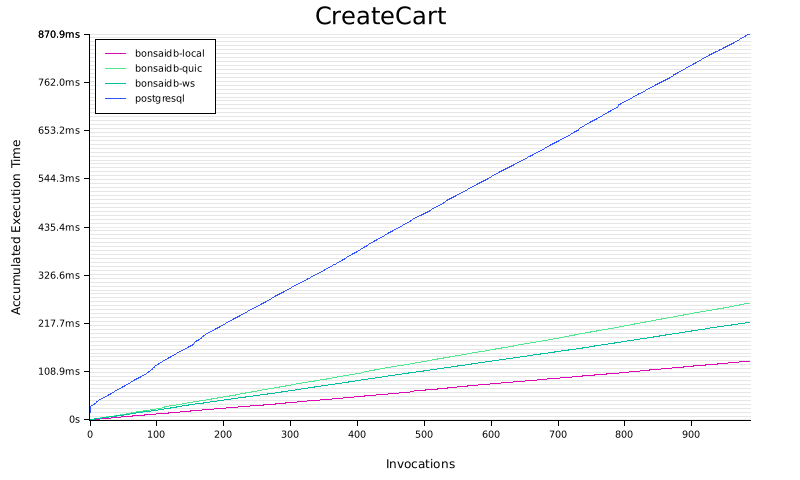 CreateCart
870.9ms
762.0ms
653.2ms
544.3ms
435.4ms
326.6ms
217.7ms
108.9ms
0s
bonsaidb-local
bonsaidb-quic
bonsaidb-ws
postgresql
Accumulated Execution Time
0 100 200 300 400 500 600 700 800 900
Invocations